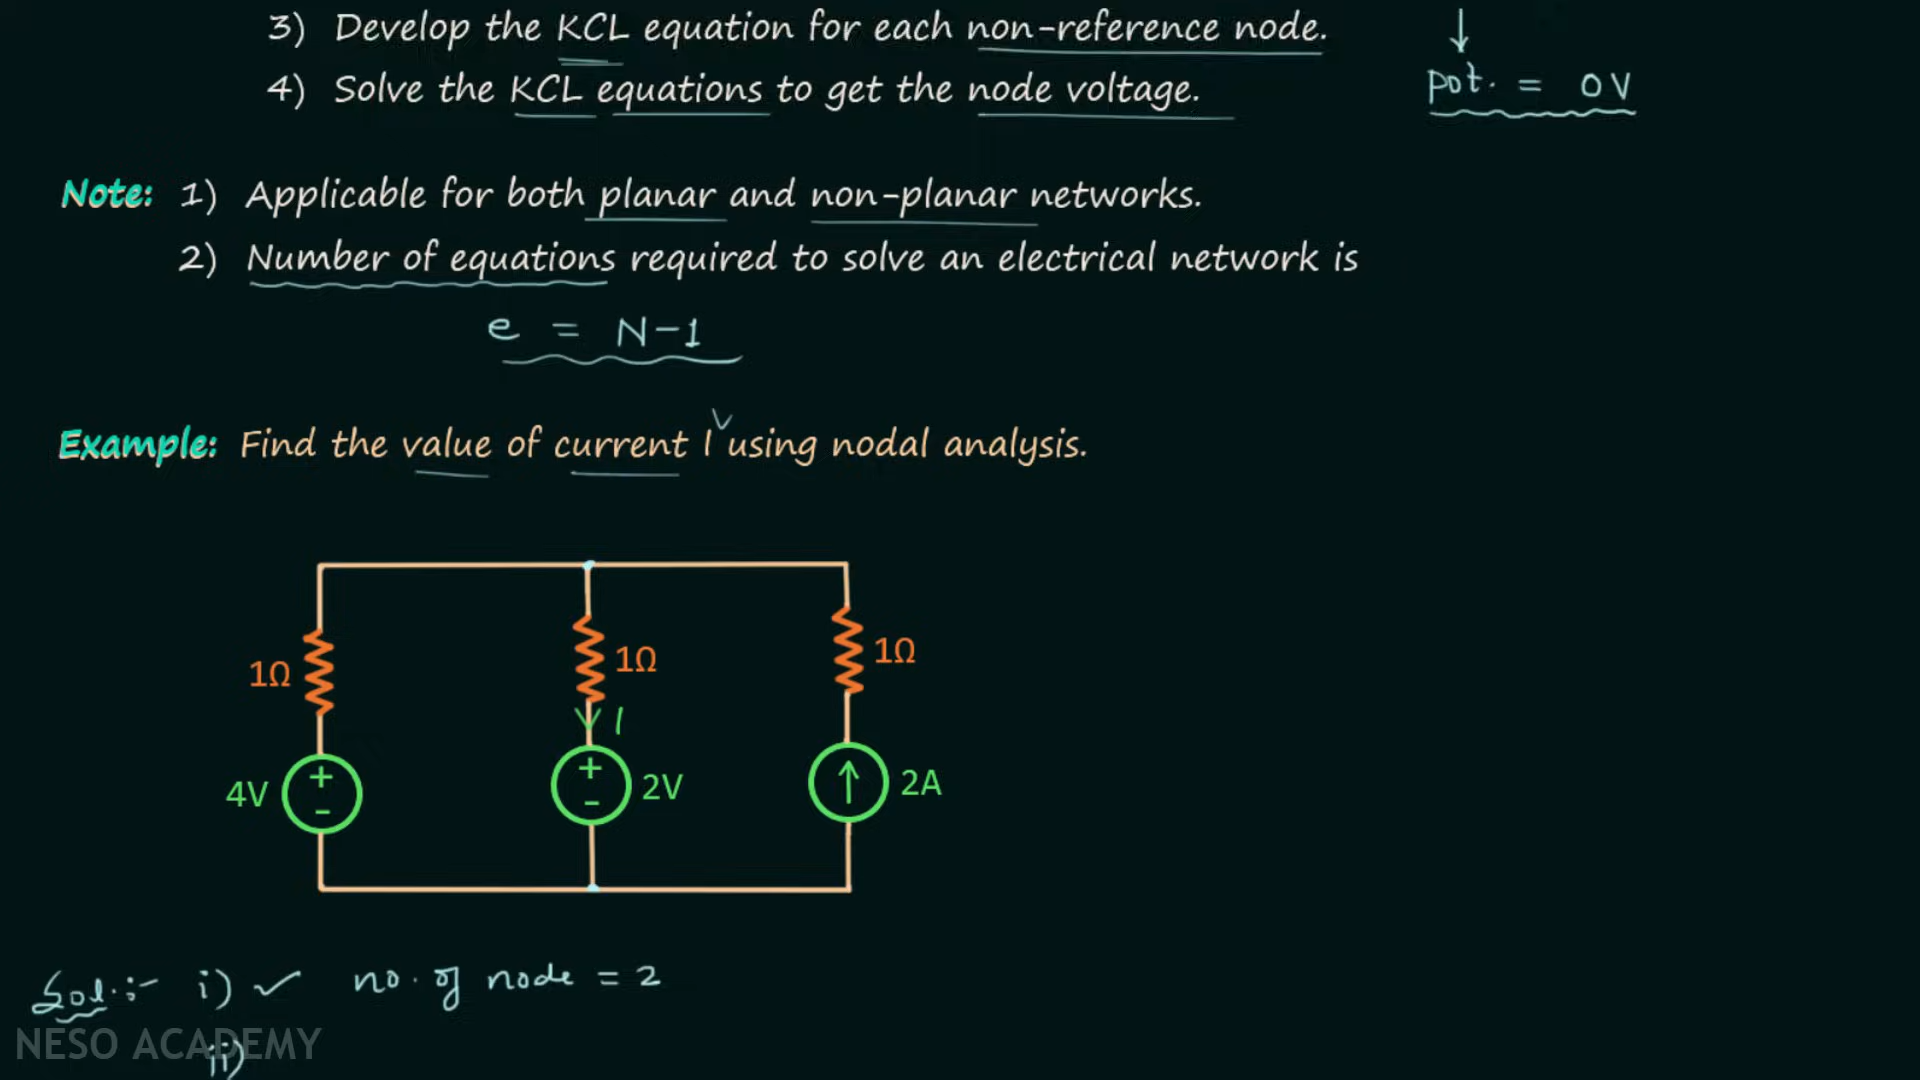 3) Develop the KCL equation for each non-reference node.
↓
4) Solve the KCL equations to get the node voltage.
Pot. = 0V
Note: 1) Applicable for both planar and non-planar networks.
2) Number of equations required to solve an electrical network is
e = N-1
Example: Find the value of current I using nodal analysis.
1Ω
1Ω
1Ω
I
4V
+
-
+
-
2V
↑
2A
Sol.:- i) ✓ no. of node = 2
NESO ACADEMY
ii)